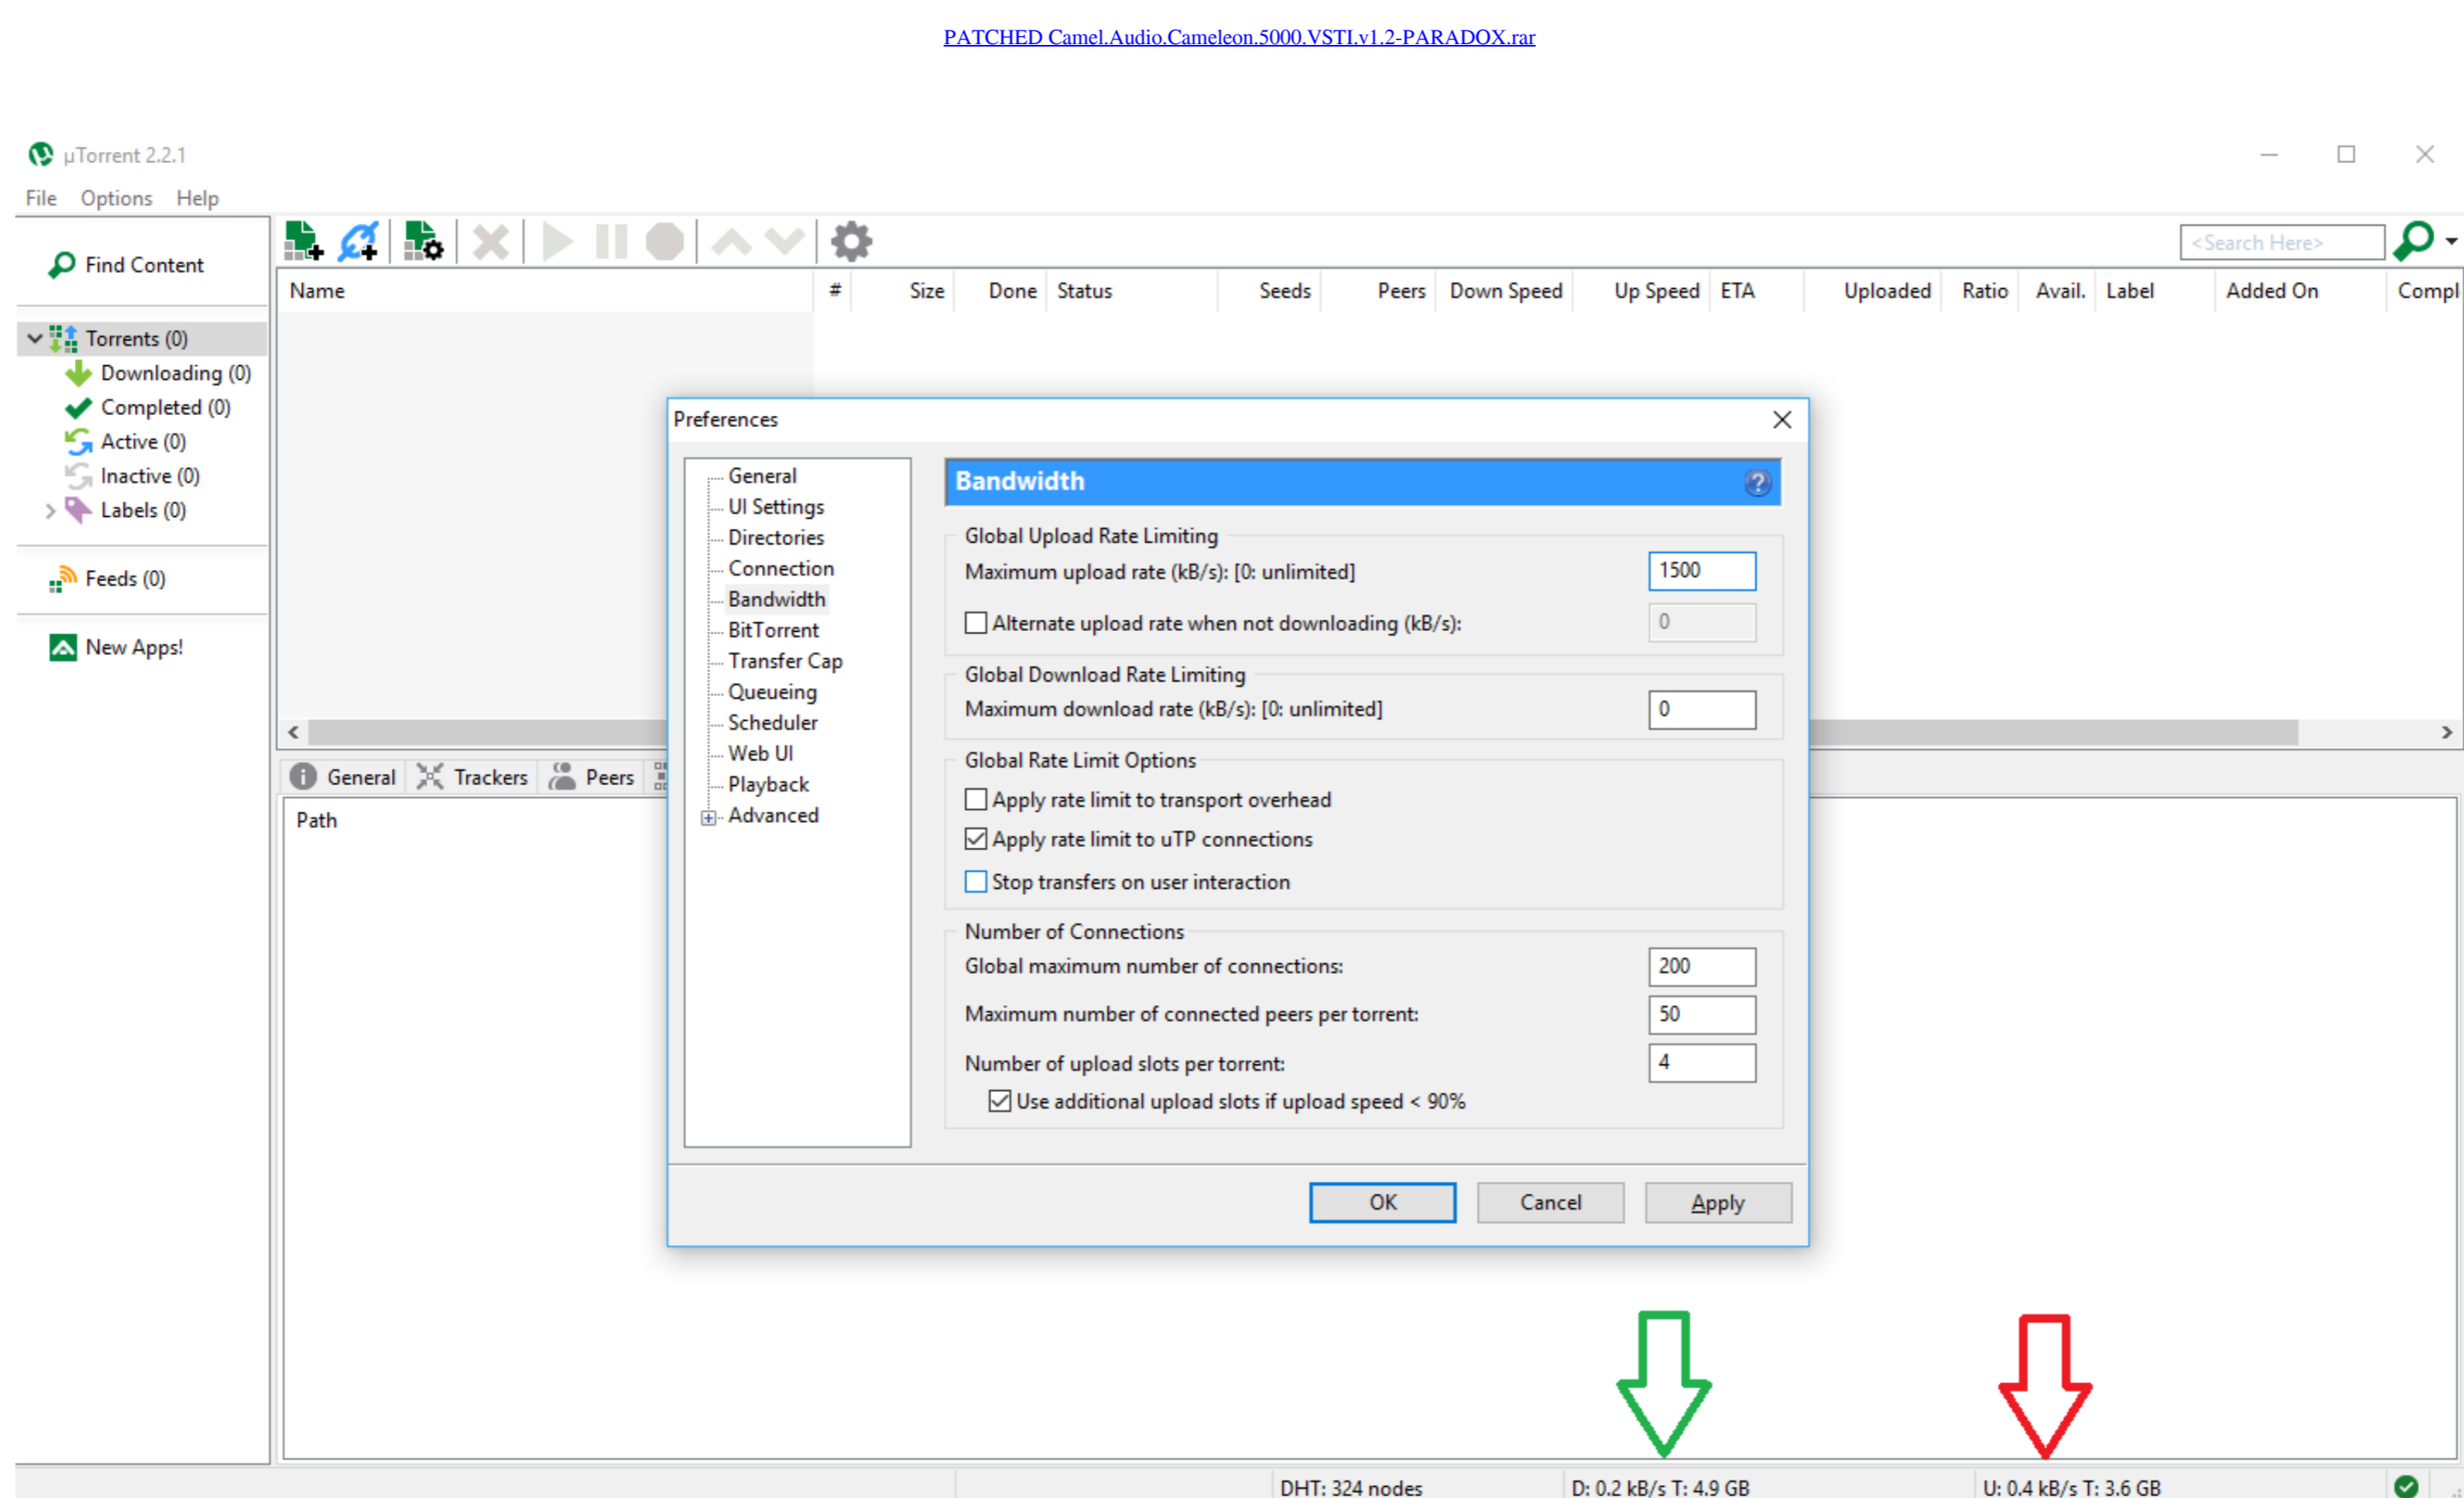 PATCHED Camel.Audio.Cameleon.5000.VSTI.v1.2-PARADOX.rar
µTorrent 2.2.1
File Options Help
Find Content
<Search Here>
Name # Size Done Status Seeds Peers Down Speed Up Speed ETA Uploaded Ratio Avail. Label Added On Compl
Torrents (0)
Downloading (0)
Completed (0)
Active (0)
Inactive (0)
Labels (0)
Feeds (0)
New Apps!
Preferences
General
UI Settings
Directories
Connection
Bandwidth
BitTorrent
Transfer Cap
Queueing
Scheduler
Web UI
Playback
Advanced
Bandwidth
Global Upload Rate Limiting
Maximum upload rate (kB/s): [0: unlimited] 1500
Alternate upload rate when not downloading (kB/s): 0
Global Download Rate Limiting
Maximum download rate (kB/s): [0: unlimited] 0
Global Rate Limit Options
Apply rate limit to transport overhead
Apply rate limit to uTP connections
Stop transfers on user interaction
Number of Connections
Global maximum number of connections: 200
Maximum number of connected peers per torrent: 50
Number of upload slots per torrent: 4
Use additional upload slots if upload speed < 90%
OK Cancel Apply
General Trackers Peers
Path
DHT: 324 nodes D: 0.2 kB/s T: 4.9 GB U: 0.4 kB/s T: 3.6 GB